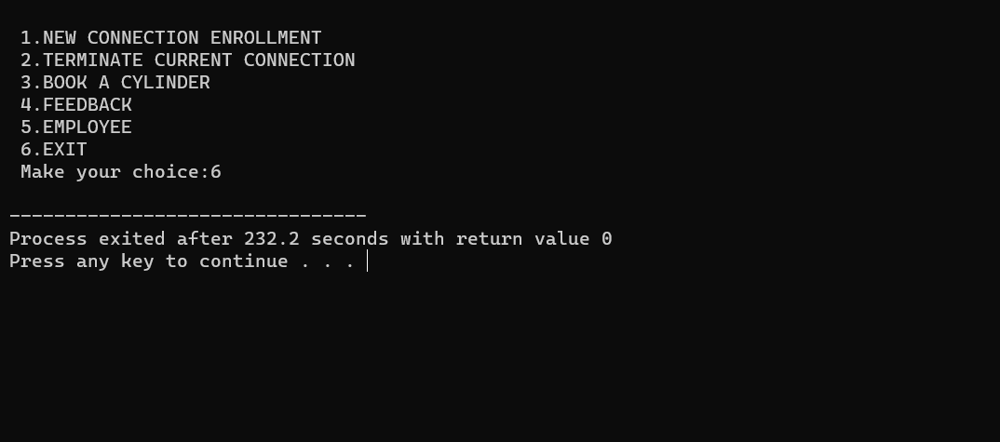 1.NEW CONNECTION ENROLLMENT
2.TERMINATE CURRENT CONNECTION
3.BOOK A CYLINDER
4.FEEDBACK
5.EMPLOYEE
6.EXIT
Make your choice:6
--------------------------------
Process exited after 232.2 seconds with return value 0
Press any key to continue . . .